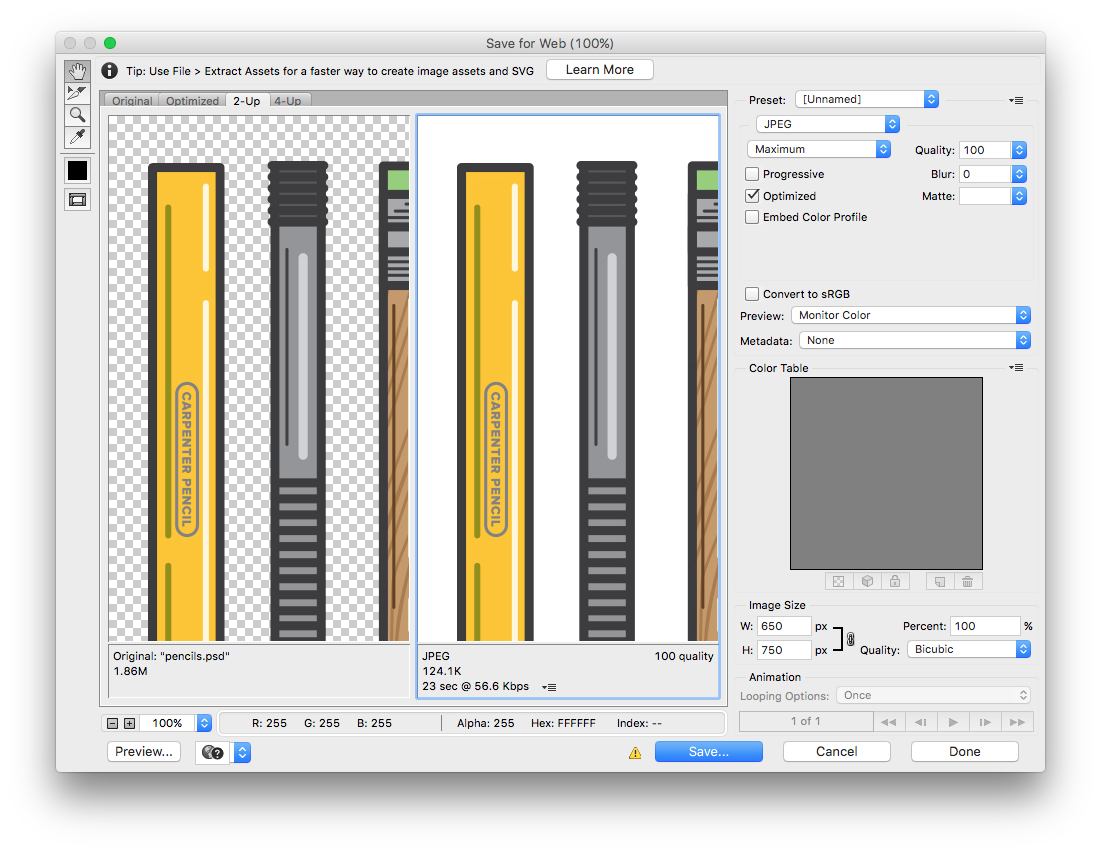 Save for Web (100%)
Tip: Use File > Extract Assets for a faster way to create image assets and SVG
Learn More
Original Optimized 2-Up 4-Up
CARPENTER PENCIL
CARPENTER PENCIL
Original: "pencils.psd"
1.86M
JPEG 100 quality
124.1K
23 sec @ 56.6 Kbps
100% R: 255 G: 255 B: 255 Alpha: 255 Hex: FFFFFF Index: --
Preview...
Preset: [Unnamed]
JPEG
Maximum Quality: 100
Progressive Blur: 0
Optimized Matte:
Embed Color Profile
Convert to sRGB
Preview: Monitor Color
Metadata: None
Color Table
Image Size
W: 650 px Percent: 100 %
H: 750 px Quality: Bicubic
Animation
Looping Options: Once
1 of 1
Save... Cancel Done